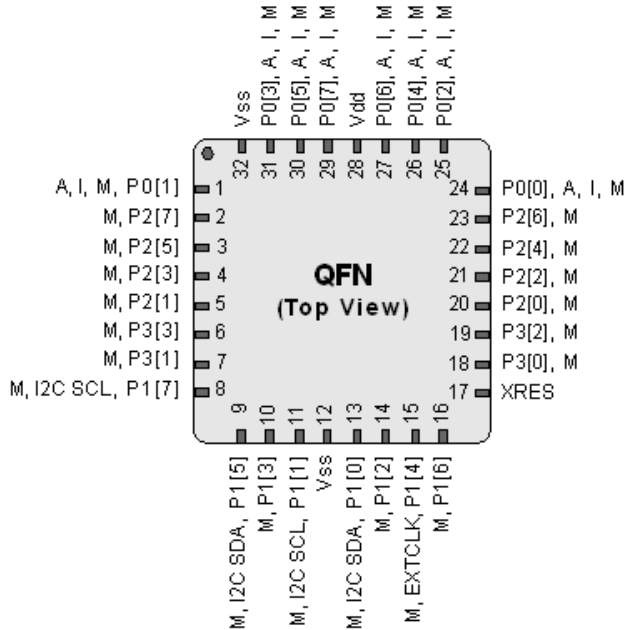 Vss
P0[3], A, I, M
P0[5], A, I, M
P0[7], A, I, M
Vdd
P0[6], A, I, M
P0[4], A, I, M
P0[2], A, I, M
32
31
30
29
28
27
26
25
A, I, M, P0[1] 1
M, P2[7] 2
M, P2[5] 3
M, P2[3] 4
M, P2[1] 5
M, P3[3] 6
M, P3[1] 7
M, I2C SCL, P1[7] 8
QFN
(Top View)
24 P0[0], A, I, M
23 P2[6], M
22 P2[4], M
21 P2[2], M
20 P2[0], M
19 P3[2], M
18 P3[0], M
17 XRES
9
10
11
12
13
14
15
16
M, I2C SDA, P1[5]
M, P1[3]
M, I2C SCL, P1[1]
Vss
M, I2C SDA, P1[0]
M, P1[2]
M, EXTCLK, P1[4]
M, P1[6]